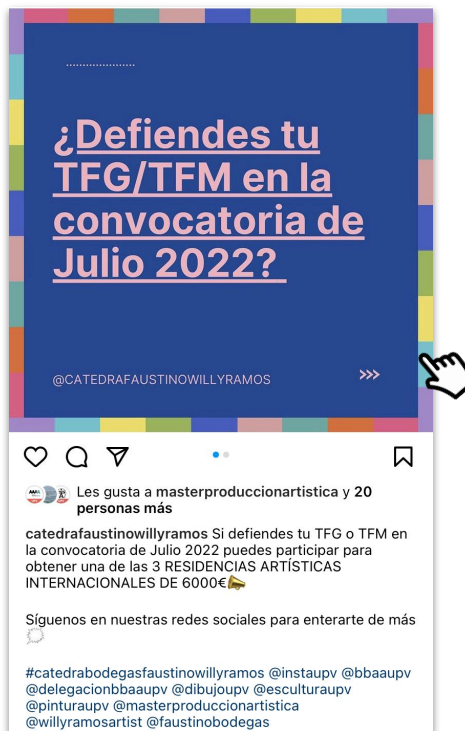 ¿Defiendes tu
TFG/TFM en la
convocatoria de
Julio 2022?
@CATEDRAFAUSTINOWILLYRAMOS
>>>
Les gusta a masterproduccionartistica y 20
personas más
catedrafaustinowillyramos Si defiendes tu TFG o TFM en
la convocatoria de Julio 2022 puedes participar para
obtener una de las 3 RESIDENCIAS ARTÍSTICAS
INTERNACIONALES DE 6000€📣
Síguenos en nuestras redes sociales para enterarte de más
💭
#catedrabodegasfaustinowillyramos @instaupv @bbaaupv
@delegacionbbaaupv @dibujoupv @esculturaupv
@pinturaupv @masterproduccionartistica
@willyramosartist @faustinobodegas